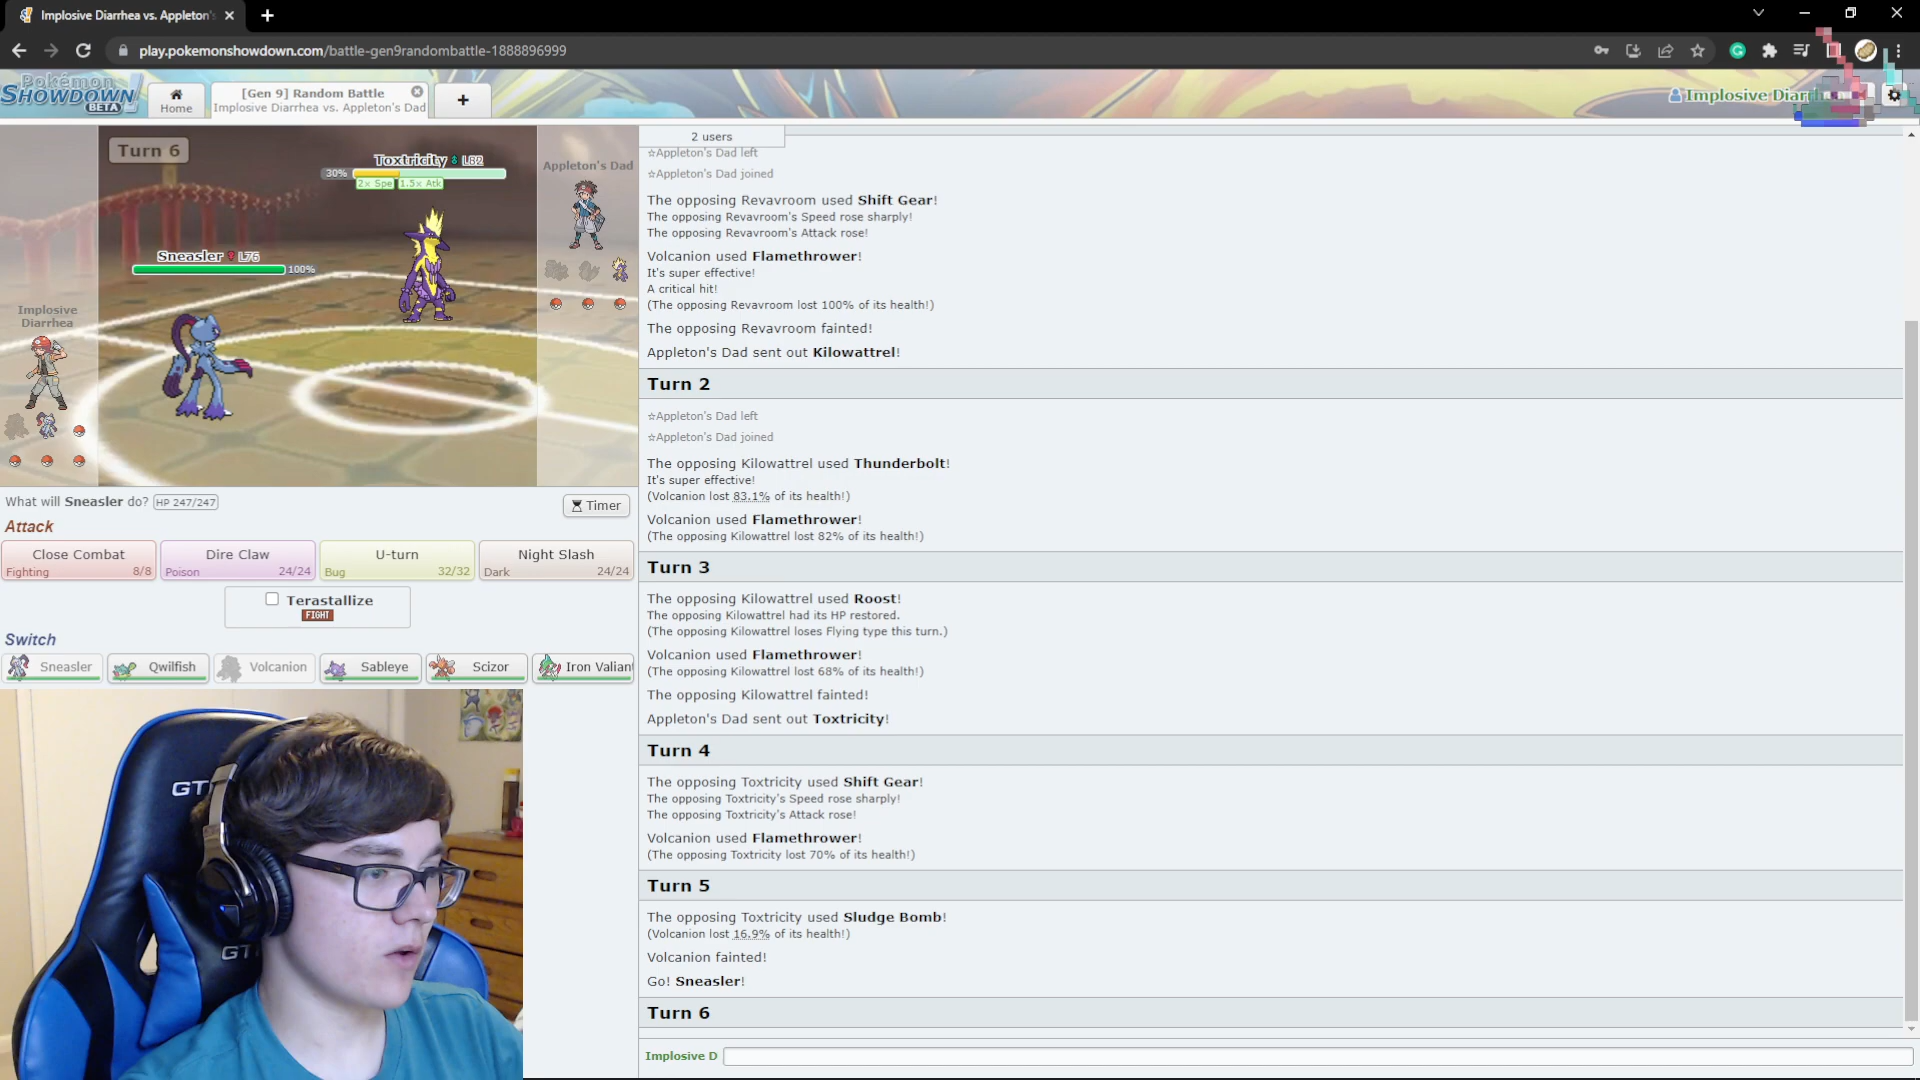 Implosive Diarrhea vs. Appleton's
play.pokemonshowdown.com/battle-gen9randombattle-1888896999
Pokémon
SHOWDOWN
BETA
Home
[Gen 9] Random Battle
Implosive Diarrhea vs. Appleton's Dad
Implosive Diarrh
Turn 6
Toxtricity L82
30%
2× Spe 1.5× Atk
Sneasler L76
100%
Appleton's Dad
Implosive
Diarrhea
What will Sneasler do? HP 247/247
Timer
Attack
Close Combat
Fighting 8/8
Dire Claw
Poison 24/24
U-turn
Bug 32/32
Night Slash
Dark 24/24
Terastallize
FIGHT
Switch
Sneasler
Qwilfish
Volcanion
Sableye
Scizor
Iron Valiant
GT
GT
2 users
☆Appleton's Dad left
☆Appleton's Dad joined
The opposing Revavroom used Shift Gear!
The opposing Revavroom's Speed rose sharply!
The opposing Revavroom's Attack rose!
Volcanion used Flamethrower!
It's super effective!
A critical hit!
(The opposing Revavroom lost 100% of its health!)
The opposing Revavroom fainted!
Appleton's Dad sent out Kilowattrel!
Turn 2
☆Appleton's Dad left
☆Appleton's Dad joined
The opposing Kilowattrel used Thunderbolt!
It's super effective!
(Volcanion lost 83.1% of its health!)
Volcanion used Flamethrower!
(The opposing Kilowattrel lost 82% of its health!)
Turn 3
The opposing Kilowattrel used Roost!
The opposing Kilowattrel had its HP restored.
(The opposing Kilowattrel loses Flying type this turn.)
Volcanion used Flamethrower!
(The opposing Kilowattrel lost 68% of its health!)
The opposing Kilowattrel fainted!
Appleton's Dad sent out Toxtricity!
Turn 4
The opposing Toxtricity used Shift Gear!
The opposing Toxtricity's Speed rose sharply!
The opposing Toxtricity's Attack rose!
Volcanion used Flamethrower!
(The opposing Toxtricity lost 70% of its health!)
Turn 5
The opposing Toxtricity used Sludge Bomb!
(Volcanion lost 16.9% of its health!)
Volcanion fainted!
Go! Sneasler!
Turn 6
Implosive D